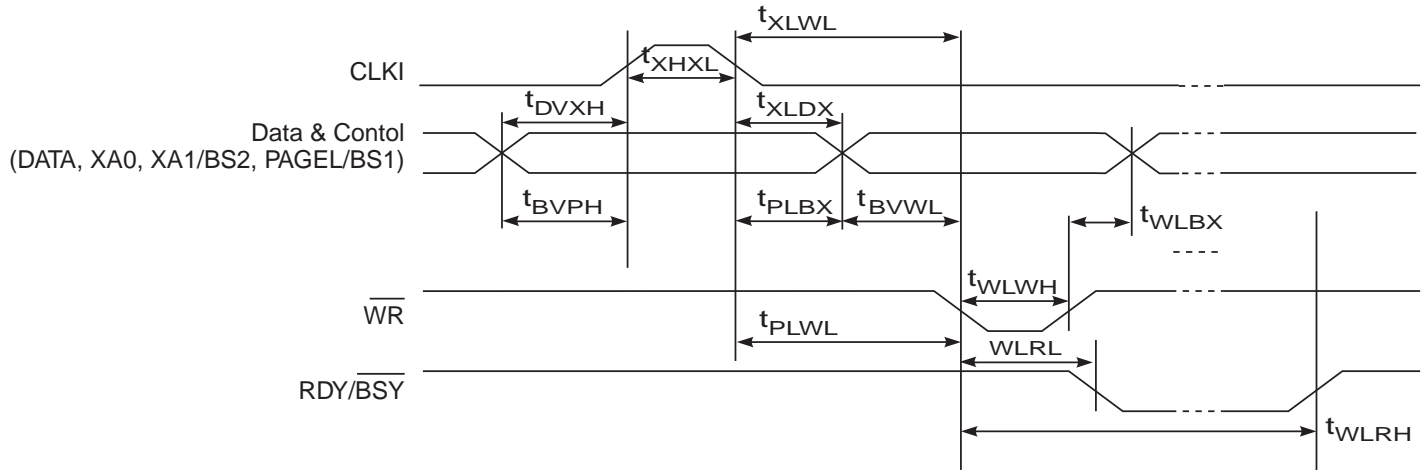 tXLWL
CLKI
tXHXL
tDVXH
tXLDX
Data & Contol
(DATA, XA0, XA1/BS2, PAGEL/BS1)
tBVPH
tPLBX
tBVWL
tWLBX
tWLWH
WR
tPLWL
WLRL
RDY/BSY
tWLRH